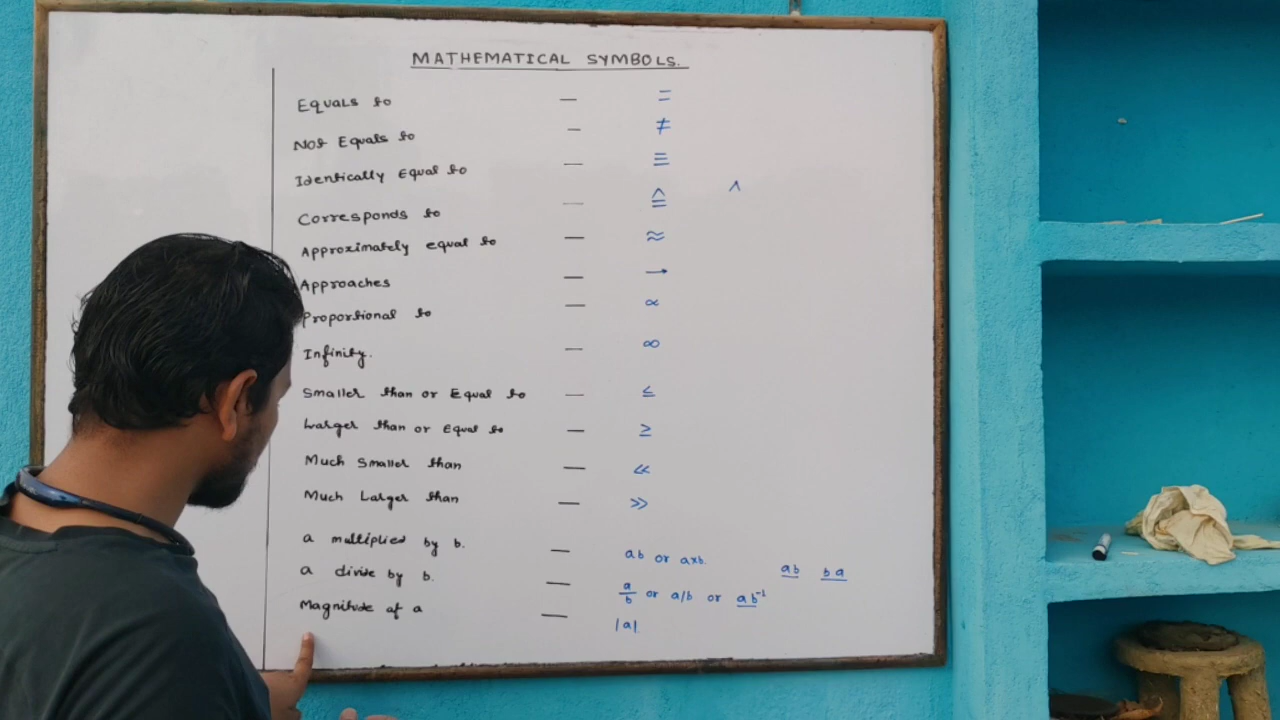 MATHEMATICAL SYMBOLS.
Equals to — =
Not Equals to — ≠
Identically Equal to — ≡
Corresponds to — ≙ ^
Approximately equal to — ≈
Approaches — →
Proportional to — ∝
Infinity. — ∞
Smaller than or Equal to — ≤
Larger than or Equal to — ≥
Much Smaller than — ≪
Much Larger than — ≫
a multiplied by b. — ab or a×b. ab ba
a divide by b. — a/b or a/b or ab⁻¹
Magnitude of a — |a|.